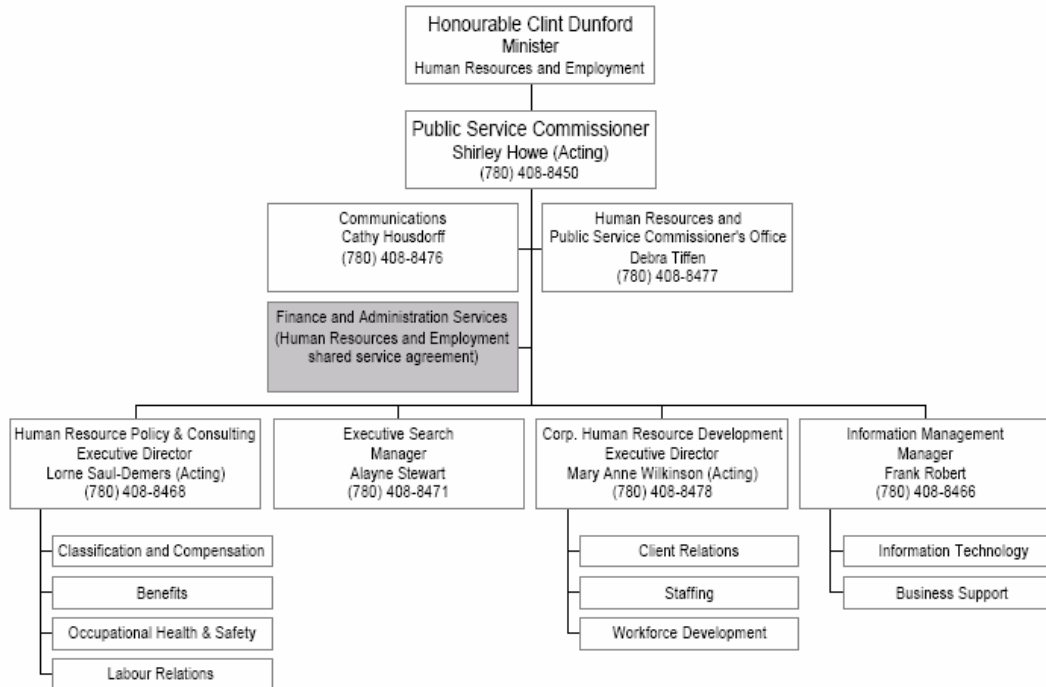 Honourable Clint Dunford
Minister
Human Resources and Employment
Public Service Commissioner
Shirley Howe (Acting)
(780) 408-8450
Communications
Cathy Housdorff
(780) 408-8476
Human Resources and
Public Service Commissioner's Office
Debra Tiffen
(780) 408-8477
Finance and Administration Services
(Human Resources and Employment
shared service agreement)
Human Resource Policy & Consulting
Executive Director
Lorne Saul-Demers (Acting)
(780) 408-8468
Classification and Compensation
Benefits
Occupational Health & Safety
Labour Relations
Executive Search
Manager
Alayne Stewart
(780) 408-8471
Corp. Human Resource Development
Executive Director
Mary Anne Wilkinson (Acting)
(780) 408-8478
Client Relations
Staffing
Workforce Development
Information Management
Manager
Frank Robert
(780) 408-8466
Information Technology
Business Support